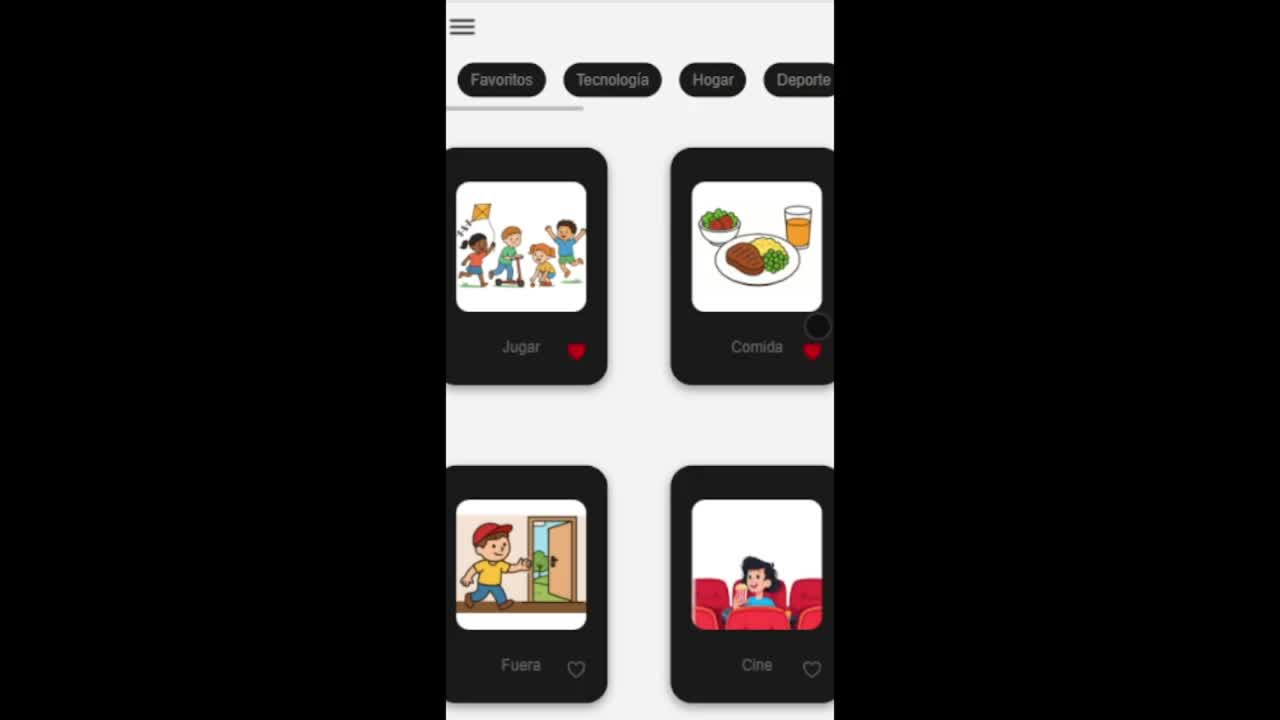 Favoritos Tecnología Hogar Deporte
Jugar Comida
Fuera Cine